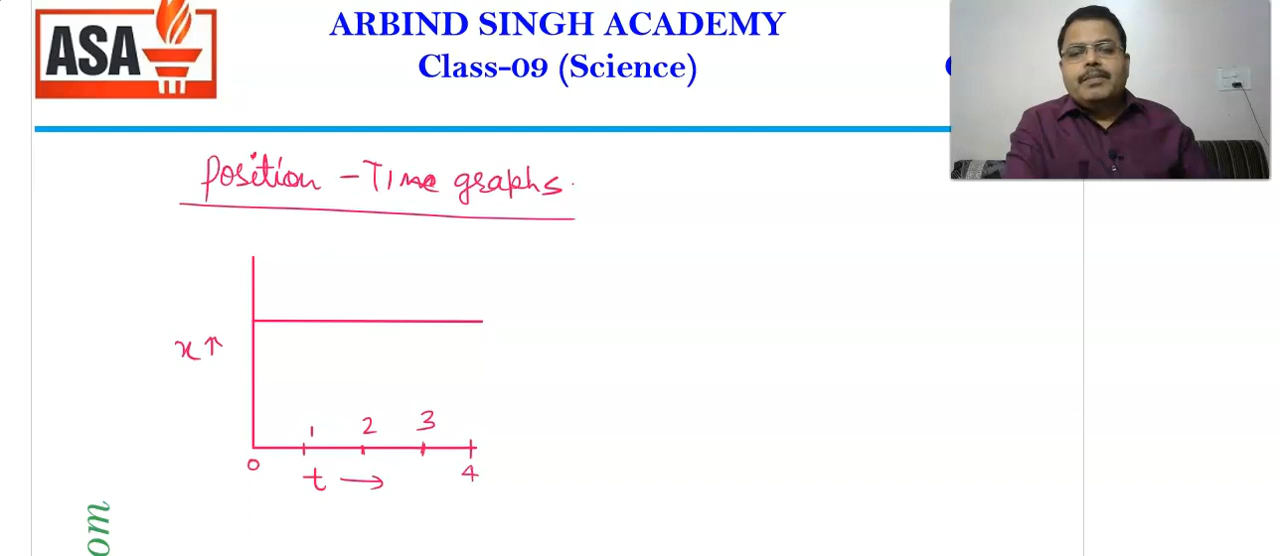 ASA
ARBIND SINGH ACADEMY
Class-09 (Science)
Position - Time graphs.
x ↑
1 2 3
0 4
t →
om